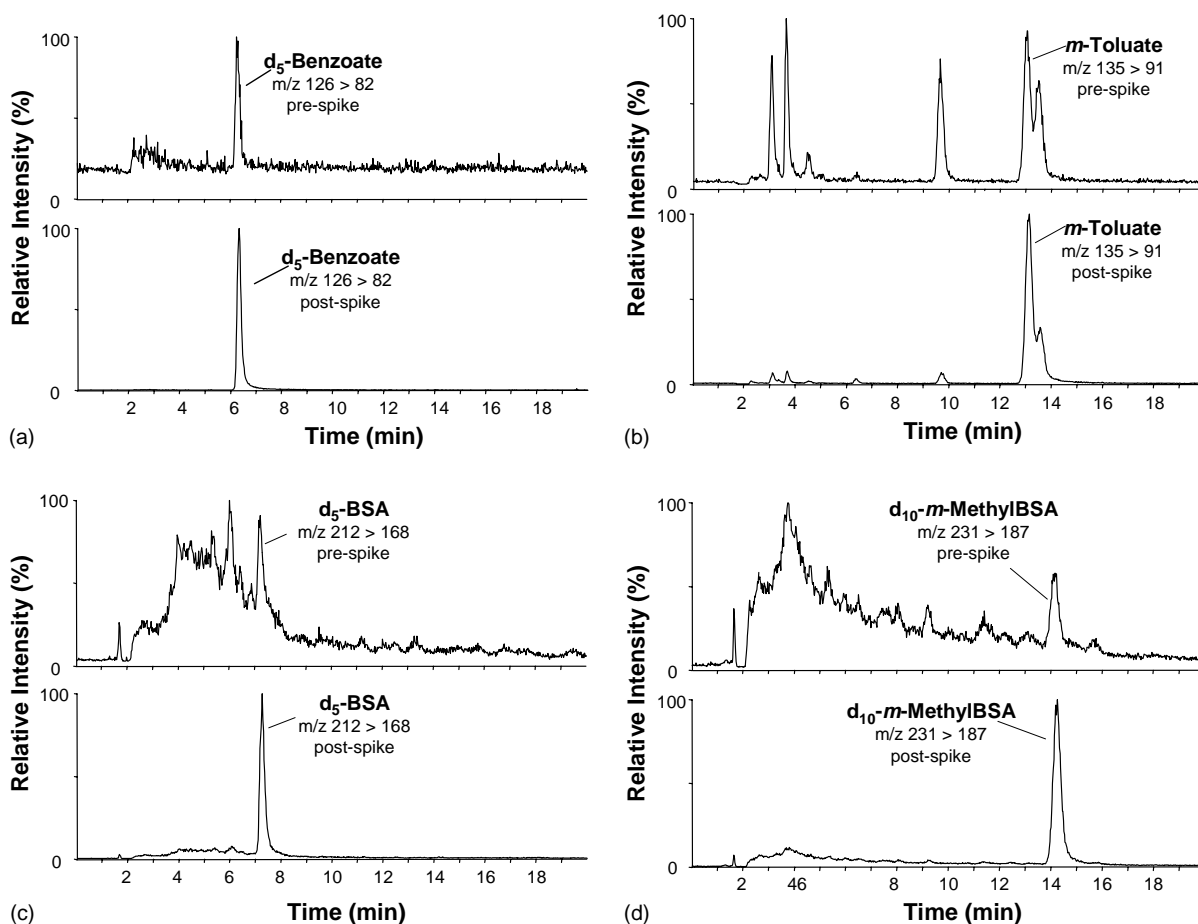 Relative Intensity (%)
100
0
d5-Benzoate
m/z 126 > 82
pre-spike
100
0
d5-Benzoate
m/z 126 > 82
post-spike
2 4 6 8 10 12 14 16 18
Time (min)
(a)
Relative Intensity (%)
100
0
m-Toluate
m/z 135 > 91
pre-spike
100
0
m-Toluate
m/z 135 > 91
post-spike
2 4 6 8 10 12 14 16 18
Time (min)
(b)
Relative Intensity (%)
100
0
d5-BSA
m/z 212 > 168
pre-spike
100
0
d5-BSA
m/z 212 > 168
post-spike
2 4 6 8 10 12 14 16 18
Time (min)
(c)
Relative Intensity (%)
100
0
d10-m-MethylBSA
m/z 231 > 187
pre-spike
100
0
d10-m-MethylBSA
m/z 231 > 187
post-spike
2 46 8 10 12 14 16 18
Time (min)
(d)